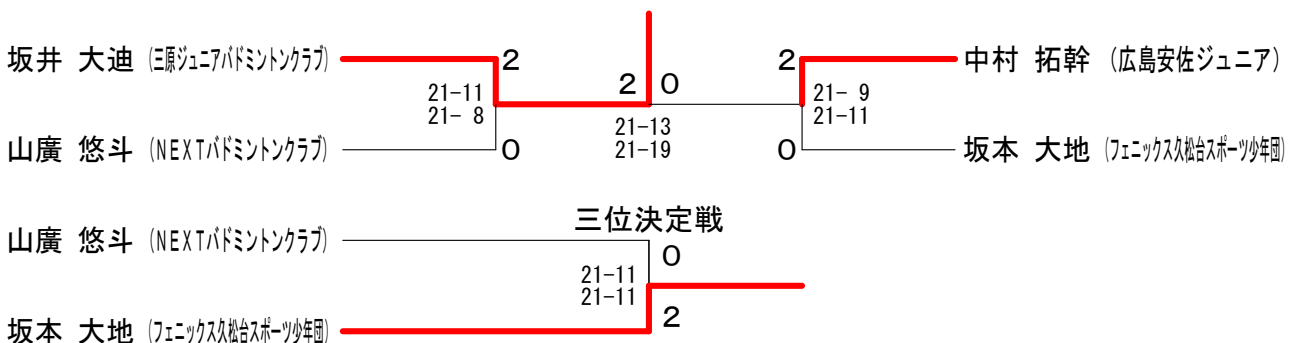 坂井 大迪 (三原ジュニアバドミントンクラブ) 2 2 0 2 中村 拓幹 (広島安佐ジュニア)
21-11 21- 9
21- 8 21-11
21-13
21-19
山廣 悠斗 (NEXTバドミントンクラブ) 0 0 坂本 大地 (フェニックス久松台スポーツ少年団)
三位決定戦
山廣 悠斗 (NEXTバドミントンクラブ) 0
21-11
21-11
坂本 大地 (フェニックス久松台スポーツ少年団) 2